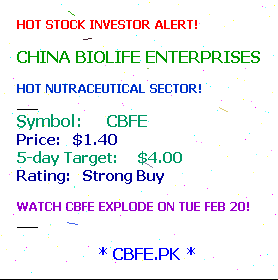 HOT STOCK INVESTOR ALERT!
CHINA BIOLIFE ENTERPRISES
HOT NUTRACEUTICAL SECTOR!
Symbol: CBFE
Price: $1.40
5-day Target: $4.00
Rating: Strong Buy
WATCH CBFE EXPLODE ON TUE FEB 20!
* CBFE.PK *